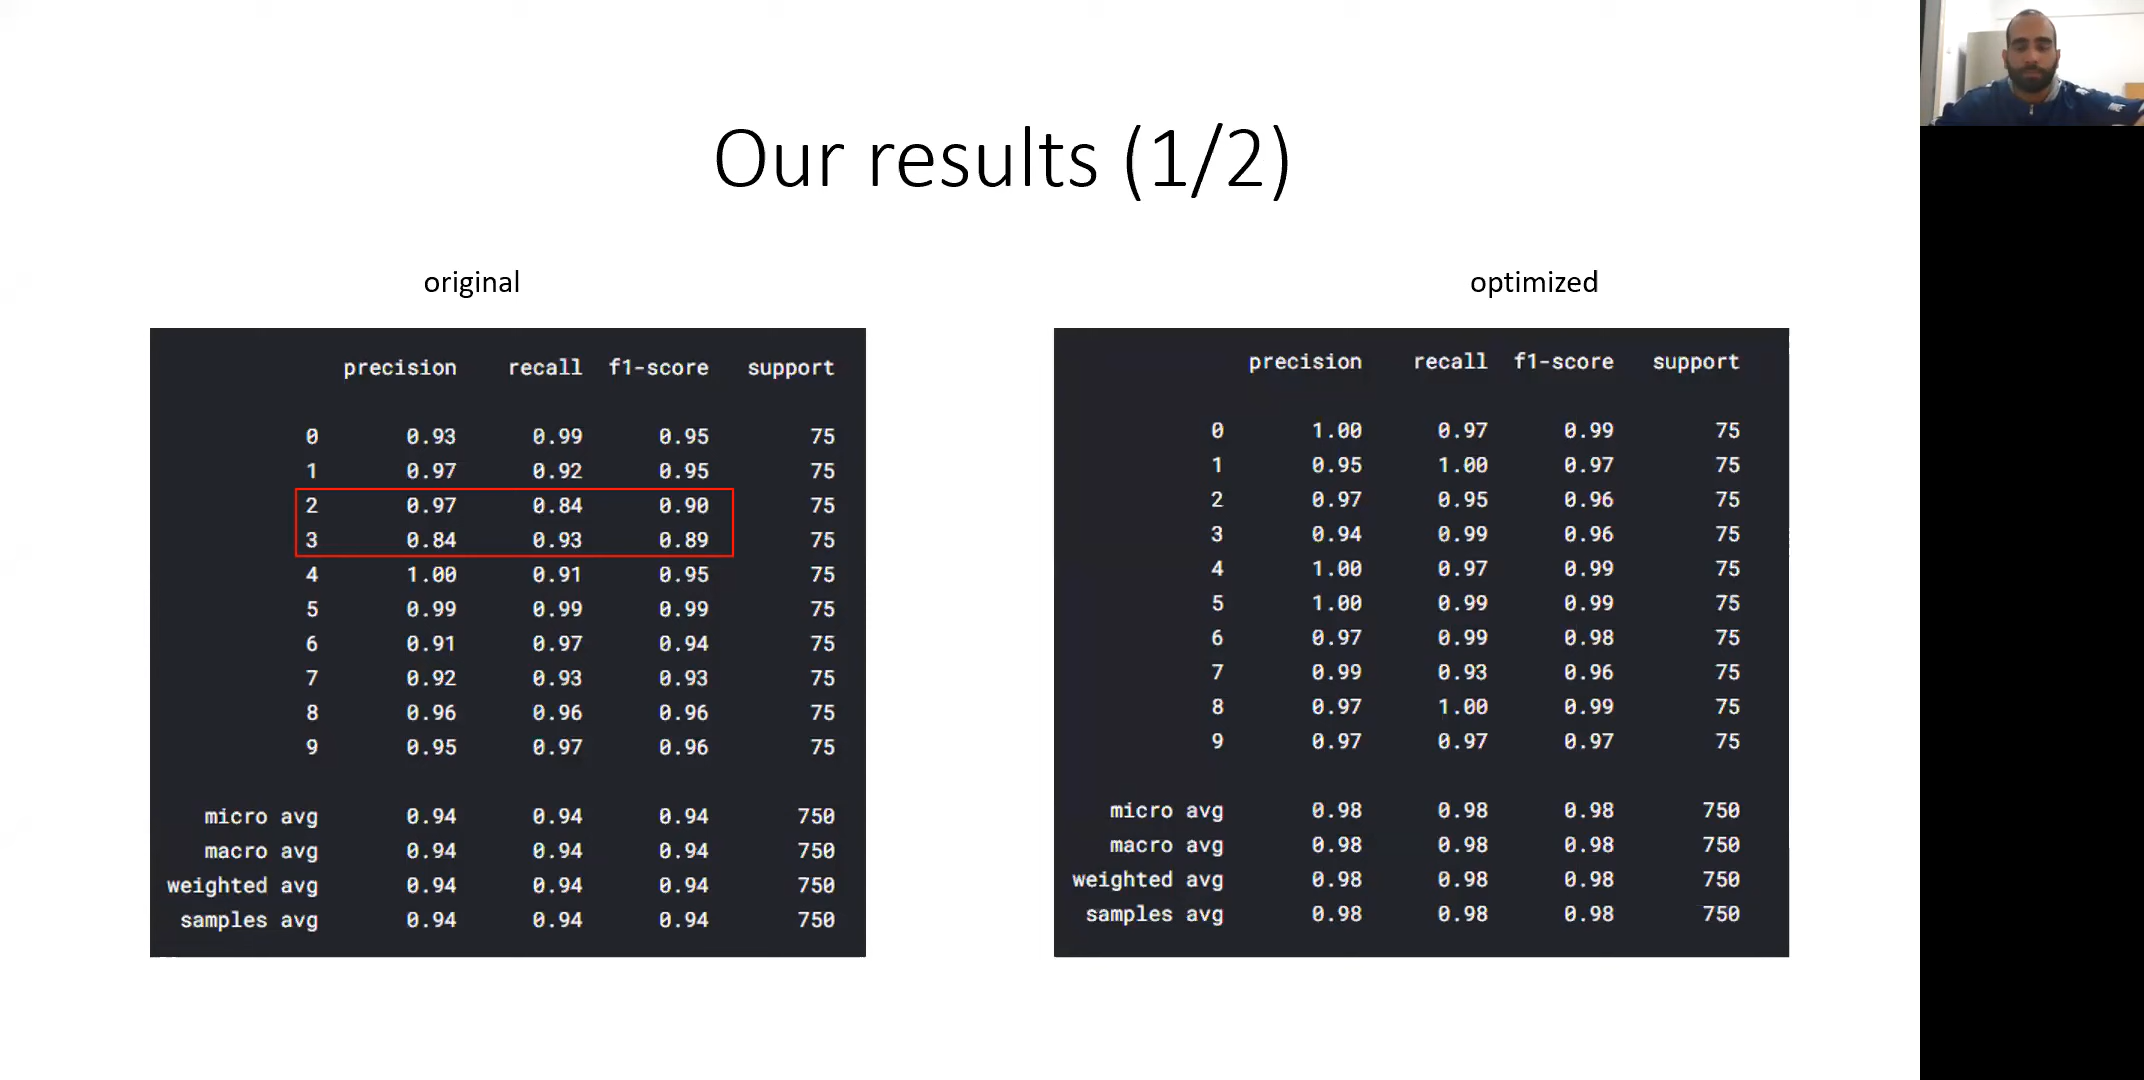 Our results (1/2)
original
precision recall f1-score support
0 0.93 0.99 0.95 75
1 0.97 0.92 0.95 75
2 0.97 0.84 0.90 75
3 0.84 0.93 0.89 75
4 1.00 0.91 0.95 75
5 0.99 0.99 0.99 75
6 0.91 0.97 0.94 75
7 0.92 0.93 0.93 75
8 0.96 0.96 0.96 75
9 0.95 0.97 0.96 75
micro avg 0.94 0.94 0.94 750
macro avg 0.94 0.94 0.94 750
weighted avg 0.94 0.94 0.94 750
samples avg 0.94 0.94 0.94 750
optimized
precision recall f1-score support
0 1.00 0.97 0.99 75
1 0.95 1.00 0.97 75
2 0.97 0.95 0.96 75
3 0.94 0.99 0.96 75
4 1.00 0.97 0.99 75
5 1.00 0.99 0.99 75
6 0.97 0.99 0.98 75
7 0.99 0.93 0.96 75
8 0.97 1.00 0.99 75
9 0.97 0.97 0.97 75
micro avg 0.98 0.98 0.98 750
macro avg 0.98 0.98 0.98 750
weighted avg 0.98 0.98 0.98 750
samples avg 0.98 0.98 0.98 750